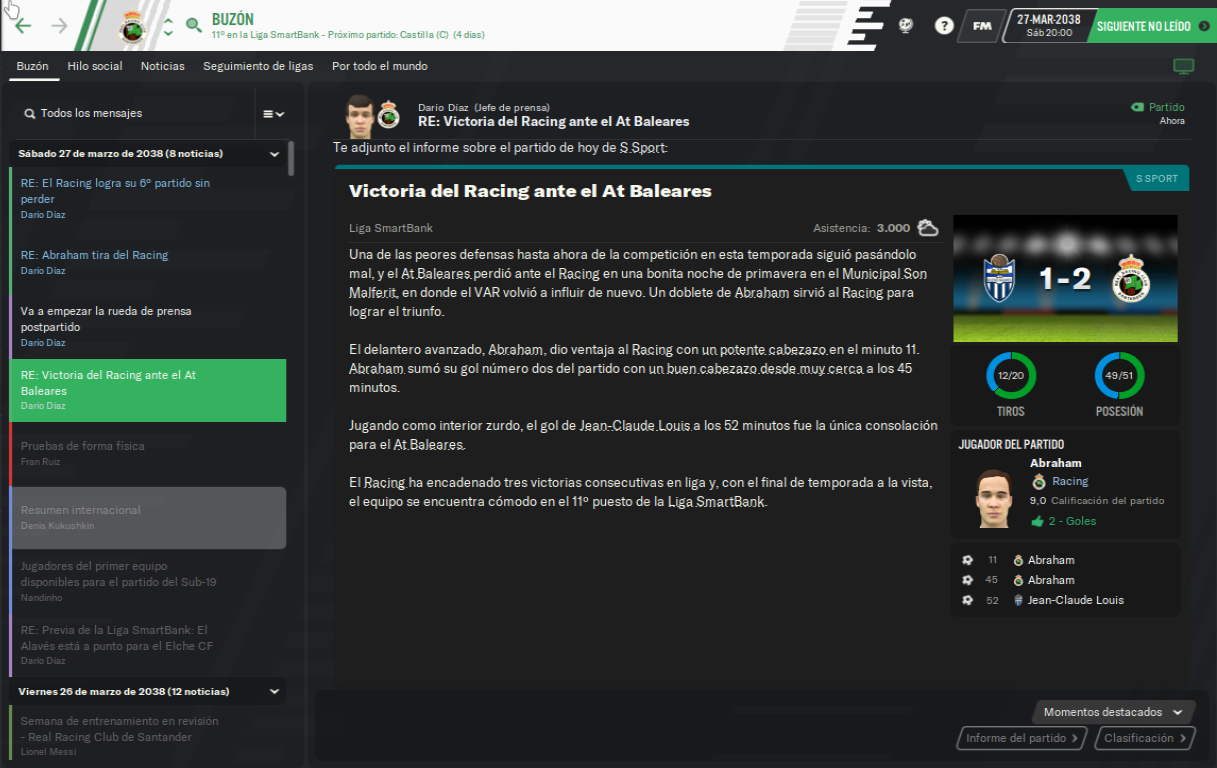 BUZÓN
11º en la Liga SmartBank - Próximo partido: Castilla (C) (4 días)
?
FM
27-MAR-2038
Sáb 20:00
SIGUIENTE NO LEÍDO
Buzón
Hilo social
Noticias
Seguimiento de ligas
Por todo el mundo
Todos los mensajes
Sábado 27 de marzo de 2038 (8 noticias)
RE: El Racing logra su 6º partido sin
perder
Darío Díaz
RE: Abraham tira del Racing
Darío Díaz
Va a empezar la rueda de prensa
postpartido
Darío Díaz
RE: Victoria del Racing ante el At
Baleares
Darío Díaz
Pruebas de forma física
Fran Ruiz
Resumen internacional
Denis Kukushkin
Jugadores del primer equipo
disponibles para el partido del Sub-19
Nandinho
RE: Previa de la Liga SmartBank: El
Alavés está a punto para el Elche CF
Darío Díaz
Viernes 26 de marzo de 2038 (12 noticias)
Semana de entrenamiento en revisión
- Real Racing Club de Santander
Lionel Messi
Darío Díaz (Jefe de prensa)
RE: Victoria del Racing ante el At Baleares
Partido
Ahora
Te adjunto el informe sobre el partido de hoy de S.Sport:
S SPORT
Victoria del Racing ante el At Baleares
Liga SmartBank
Asistencia: 3.000
Una de las peores defensas hasta ahora de la competición en esta temporada siguió pasándolo
mal, y el At Baleares perdió ante el Racing en una bonita noche de primavera en el Municipal Son
Malferit, en donde el VAR volvió a influir de nuevo. Un doblete de Abraham sirvió al Racing para
lograr el triunfo.
El delantero avanzado, Abraham, dio ventaja al Racing con un potente cabezazo en el minuto 11.
Abraham sumó su gol número dos del partido con un buen cabezazo desde muy cerca a los 45
minutos.
Jugando como interior zurdo, el gol de Jean-Claude Louis a los 52 minutos fue la única consolación
para el At Baleares.
El Racing ha encadenado tres victorias consecutivas en liga y, con el final de temporada a la vista,
el equipo se encuentra cómodo en el 11º puesto de la Liga SmartBank.
1-2
12/20
TIROS
49/51
POSESIÓN
JUGADOR DEL PARTIDO
Abraham
Racing
9,0 Calificación del partido
2 - Goles
11 Abraham
45 Abraham
52 Jean-Claude Louis
Momentos destacados
Informe del partido
Clasificación